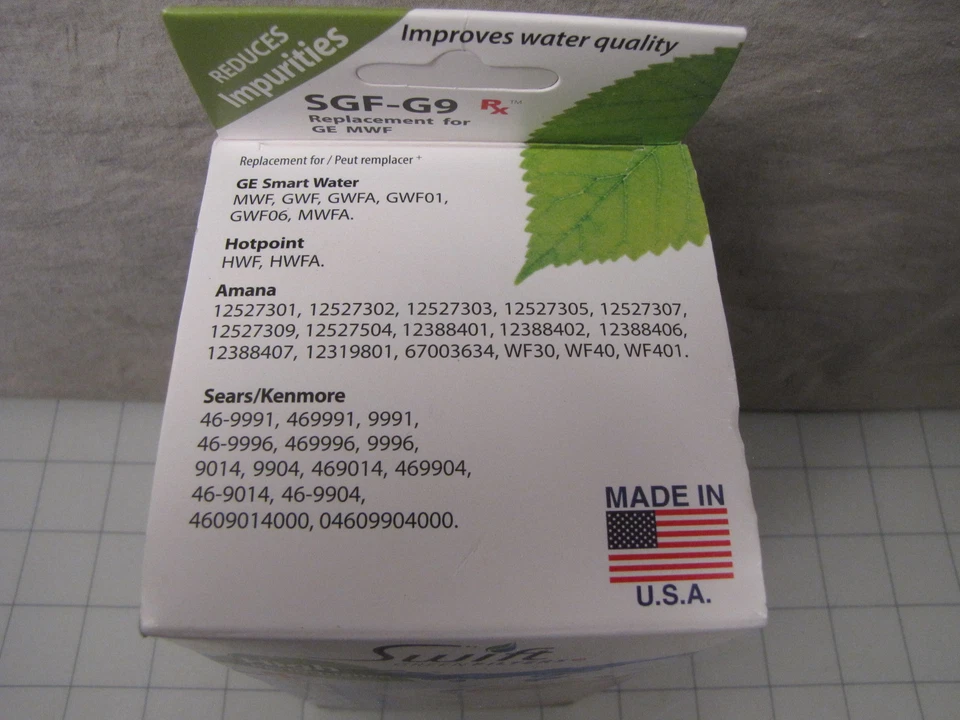 REDUCES
Impurities
Improves water quality
SGF-G9 Rx™
Replacement for
GE MWF
Replacement for / Peut remplacer +
GE Smart Water
MWF, GWF, GWFA, GWF01,
GWF06, MWFA.
Hotpoint
HWF, HWFA.
Amana
12527301, 12527302, 12527303, 12527305, 12527307,
12527309, 12527504, 12388401, 12388402, 12388406,
12388407, 12319801, 67003634, WF30, WF40, WF401.
Sears/Kenmore
46-9991, 469991, 9991,
46-9996, 469996, 9996,
9014, 9904, 469014, 469904,
46-9014, 46-9904,
4609014000, 04609904000.
MADE IN
U.S.A.
Swift